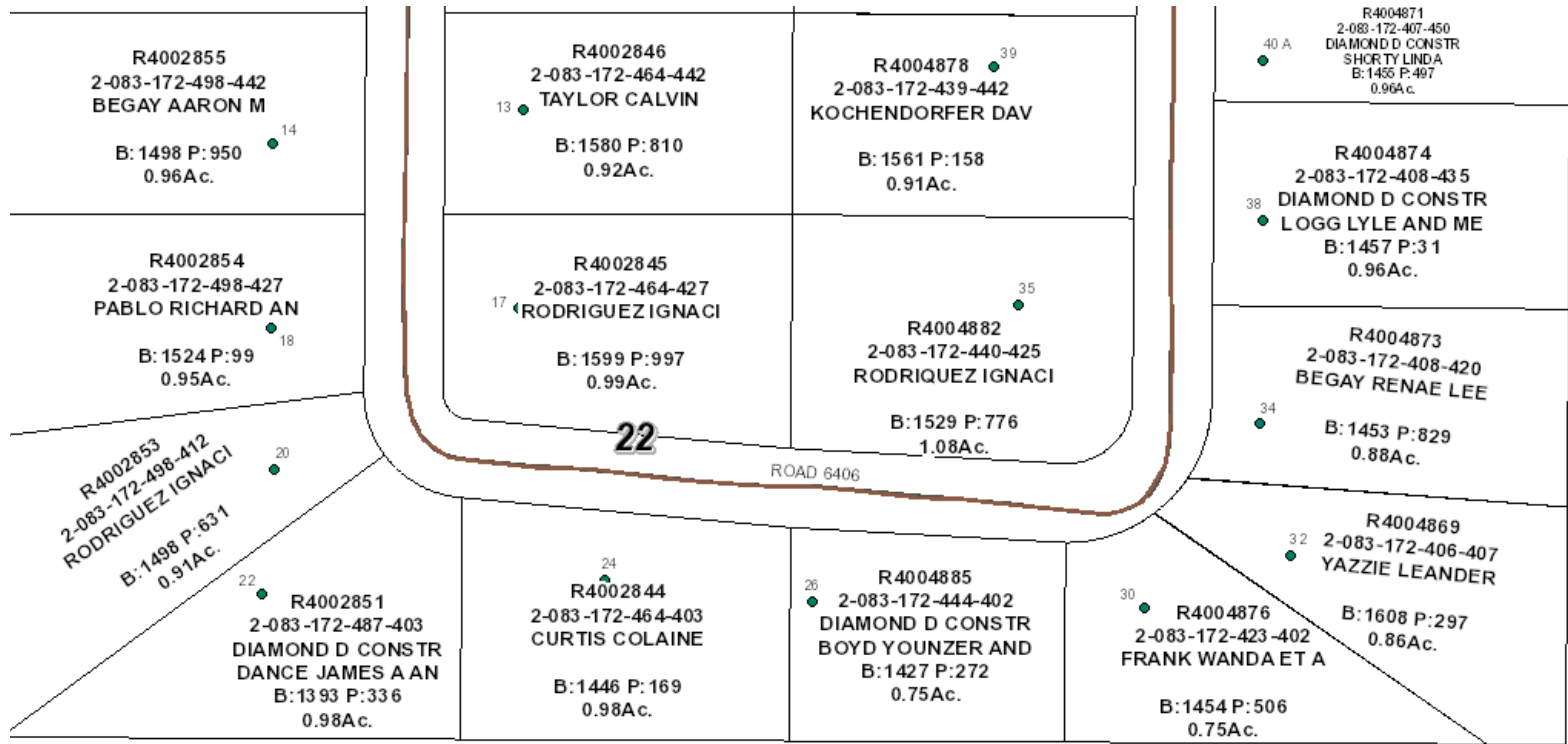 R4002855
2-083-172-498-442
BEGAY AARON M
14
B:1498 P:950
0.96Ac.
R4002846
2-083-172-464-442
TAYLOR CALVIN
13
B:1580 P:810
0.92Ac.
39
R4004878
2-083-172-439-442
KOCHENDORFER DAV
B:1561 P:158
0.91Ac.
R4004871
2-083-172-407-450
DIAMOND D CONSTR
SHORTY LINDA
B:1455 P:497
0.96Ac.
40 A
R4004874
2-083-172-408-435
DIAMOND D CONSTR
38
LOGG LYLE AND ME
B:1457 P:31
0.96Ac.
R4002854
2-083-172-498-427
PABLO RICHARD AN
18
B:1524 P:99
0.95Ac.
R4002845
2-083-172-464-427
17
RODRIGUEZ IGNACI
B:1599 P:997
0.99Ac.
35
R4004882
2-083-172-440-425
RODRIQUEZ IGNACI
B:1529 P:776
1.08Ac.
R4004873
2-083-172-408-420
BEGAY RENAE LEE
34
B:1453 P:829
0.88Ac.
22
ROAD 6406
R4002853
2-083-172-498-412
RODRIGUEZ IGNACI
20
B:1498 P:631
0.91Ac.
22
R4002851
2-083-172-487-403
DIAMOND D CONSTR
DANCE JAMES A AN
B:1393 P:336
0.98Ac.
24
R4002844
2-083-172-464-403
CURTIS COLAINE
B:1446 P:169
0.98Ac.
26
R4004885
2-083-172-444-402
DIAMOND D CONSTR
BOYD YOUNZER AND
B:1427 P:272
0.75Ac.
30
R4004876
2-083-172-423-402
FRANK WANDA ET A
B:1454 P:506
0.75Ac.
R4004869
32
2-083-172-406-407
YAZZIE LEANDER
B:1608 P:297
0.86Ac.